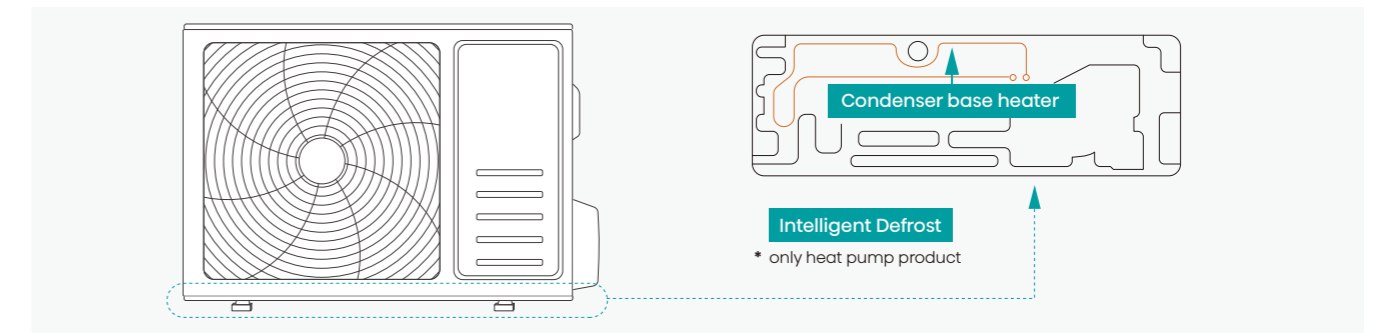 Condenser base heater
Intelligent Defrost
* only heat pump product